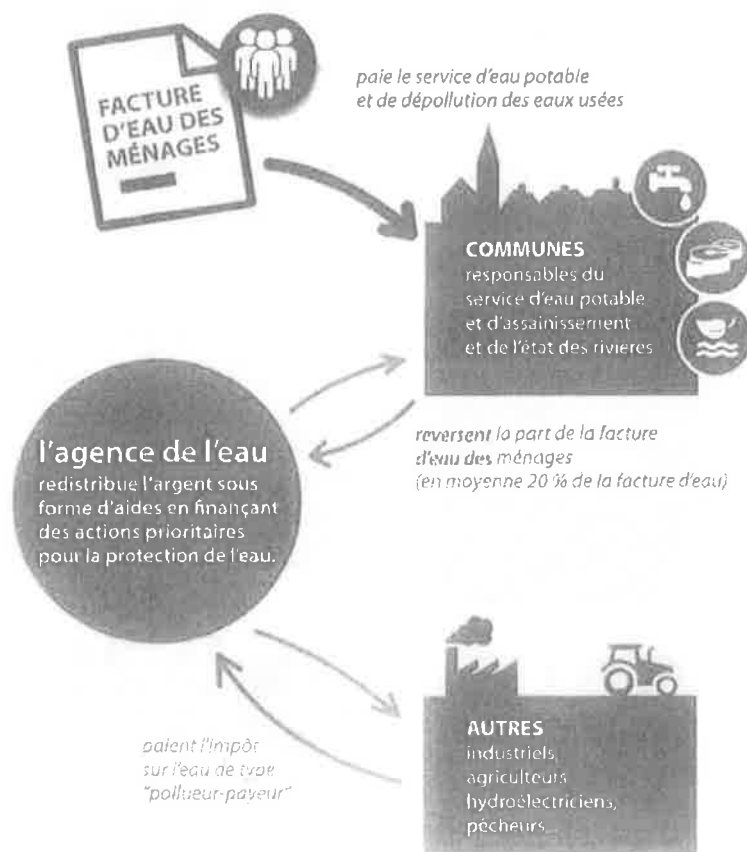 FACTURE
D'EAU DES
MÉNAGES
paie le service d'eau potable
et de dépollution des eaux usées
COMMUNES
responsables du
service d'eau potable
et d'assainissement
et de l'état des rivières
l'agence de l'eau
redistribue l'argent sous
forme d'aides en finançant
des actions prioritaires
pour la protection de l'eau.
reversent la part de la facture
d'eau des ménages
(en moyenne 20 % de la facture d'eau)
paient l'impôt
sur l'eau de type
"pollueur-payeur"
AUTRES
industriels,
agriculteurs
hydroélectriciens,
pêcheurs